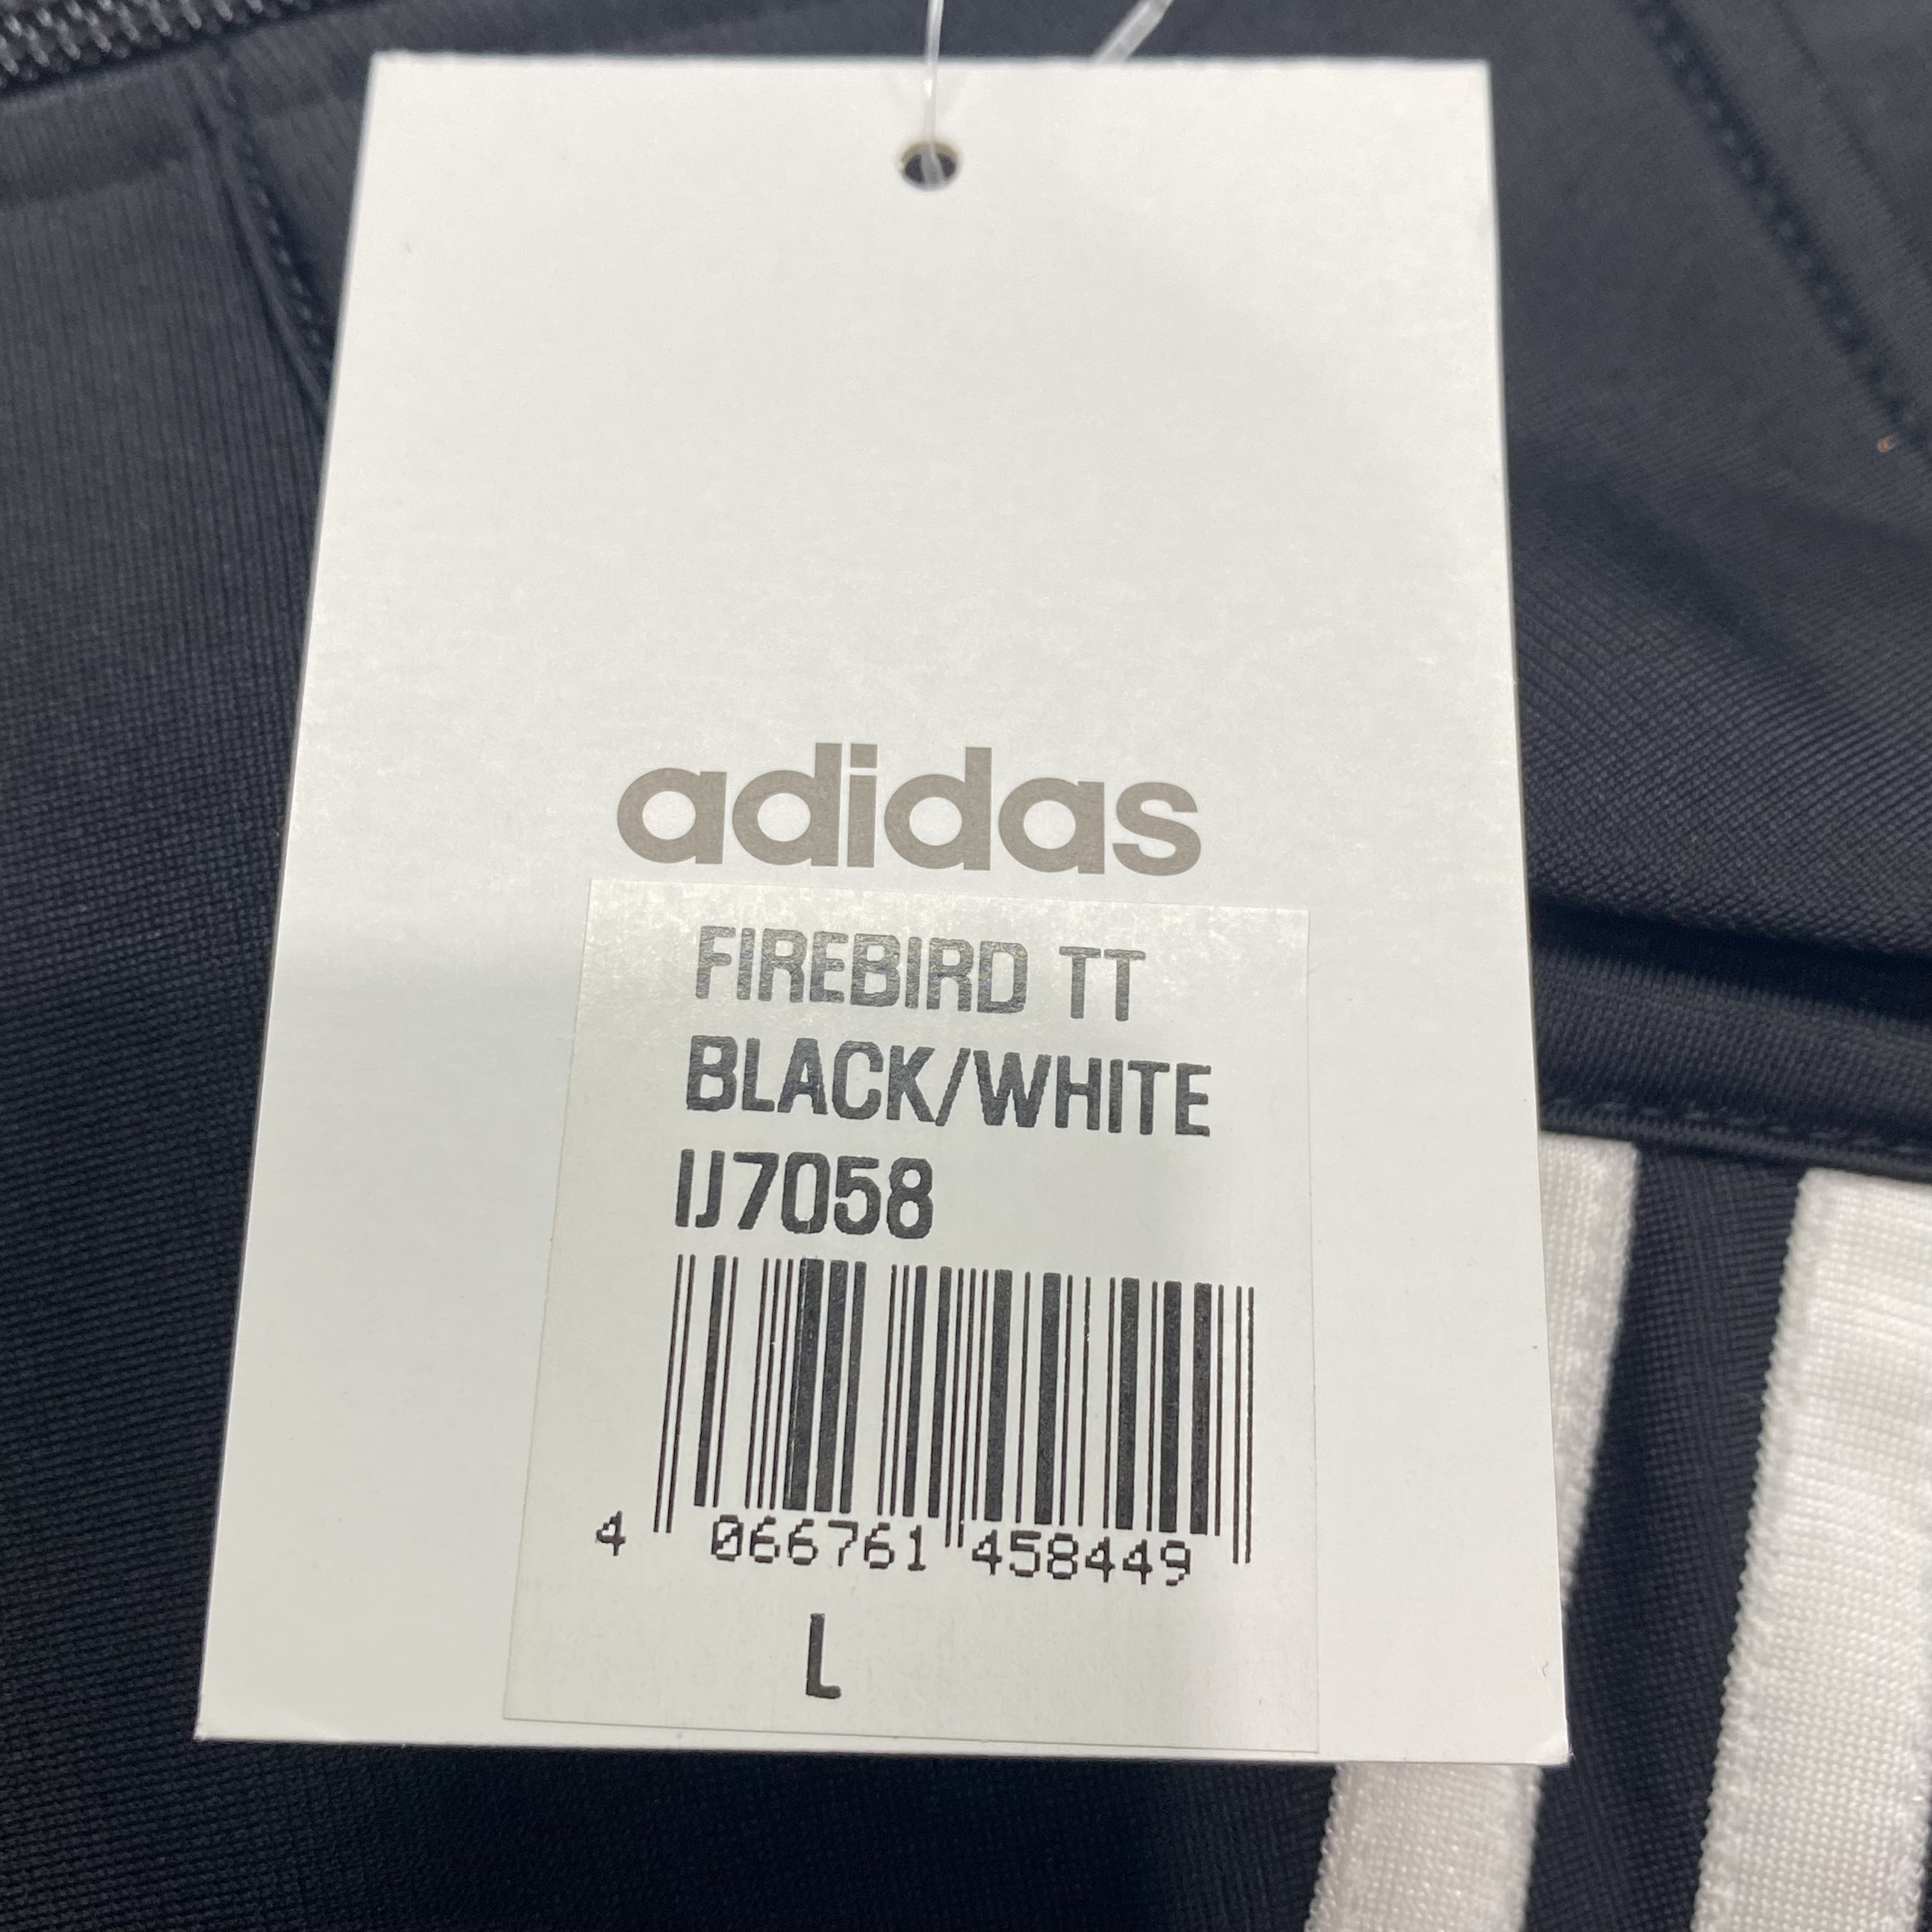 adidas
FIREBIRD TT
BLACK/WHITE
IJ7058
4 066761 458449
L